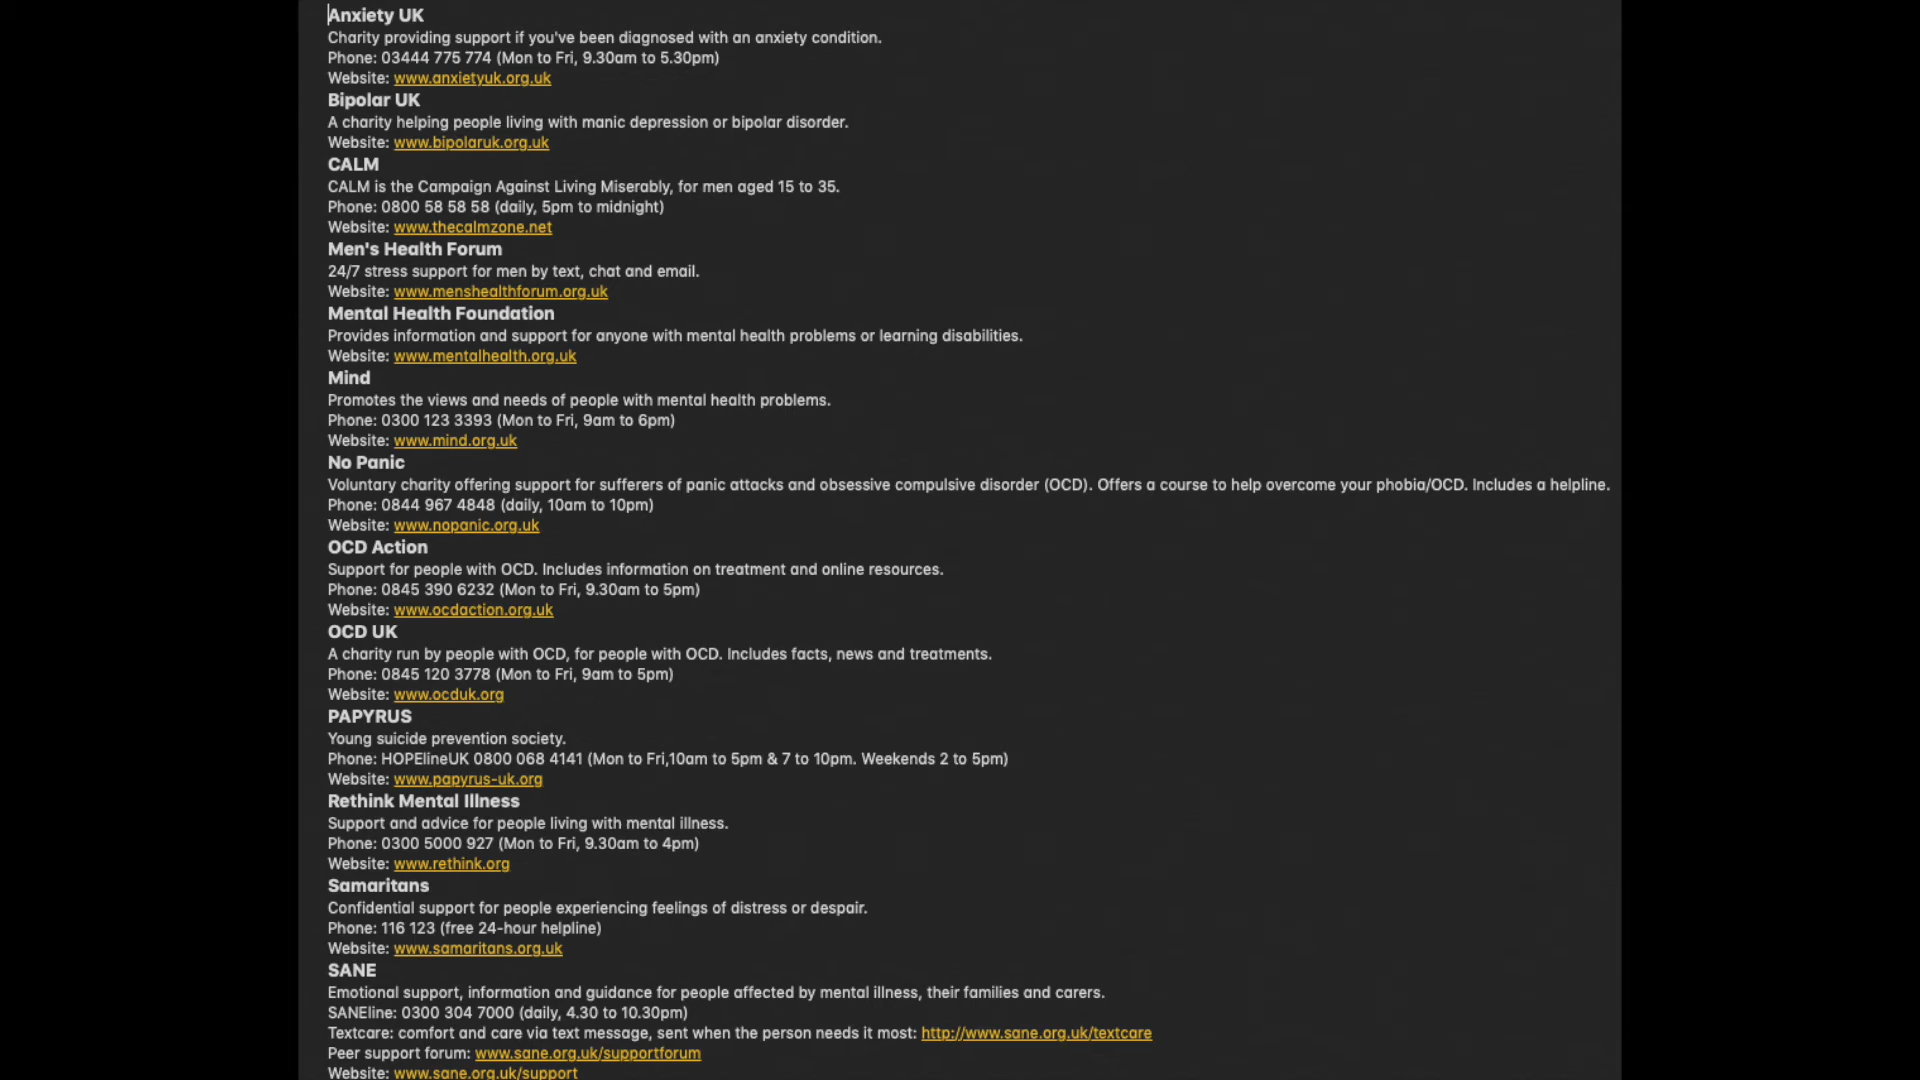 Anxiety UK
Charity providing support if you've been diagnosed with an anxiety condition.
Phone: 03444 775 774 (Mon to Fri, 9.30am to 5.30pm)
Website: www.anxietyuk.org.uk
Bipolar UK
A charity helping people living with manic depression or bipolar disorder.
Website: www.bipolaruk.org.uk
CALM
CALM is the Campaign Against Living Miserably, for men aged 15 to 35.
Phone: 0800 58 58 58 (daily, 5pm to midnight)
Website: www.thecalmzone.net
Men's Health Forum
24/7 stress support for men by text, chat and email.
Website: www.menshealthforum.org.uk
Mental Health Foundation
Provides information and support for anyone with mental health problems or learning disabilities.
Website: www.mentalhealth.org.uk
Mind
Promotes the views and needs of people with mental health problems.
Phone: 0300 123 3393 (Mon to Fri, 9am to 6pm)
Website: www.mind.org.uk
No Panic
Voluntary charity offering support for sufferers of panic attacks and obsessive compulsive disorder (OCD). Offers a course to help overcome your phobia/OCD. Includes a helpline.
Phone: 0844 967 4848 (daily, 10am to 10pm)
Website: www.nopanic.org.uk
OCD Action
Support for people with OCD. Includes information on treatment and online resources.
Phone: 0845 390 6232 (Mon to Fri, 9.30am to 5pm)
Website: www.ocdaction.org.uk
OCD UK
A charity run by people with OCD, for people with OCD. Includes facts, news and treatments.
Phone: 0845 120 3778 (Mon to Fri, 9am to 5pm)
Website: www.ocduk.org
PAPYRUS
Young suicide prevention society.
Phone: HOPElineUK 0800 068 4141 (Mon to Fri,10am to 5pm & 7 to 10pm. Weekends 2 to 5pm)
Website: www.papyrus-uk.org
Rethink Mental Illness
Support and advice for people living with mental illness.
Phone: 0300 5000 927 (Mon to Fri, 9.30am to 4pm)
Website: www.rethink.org
Samaritans
Confidential support for people experiencing feelings of distress or despair.
Phone: 116 123 (free 24-hour helpline)
Website: www.samaritans.org.uk
SANE
Emotional support, information and guidance for people affected by mental illness, their families and carers.
SANEline: 0300 304 7000 (daily, 4.30 to 10.30pm)
Textcare: comfort and care via text message, sent when the person needs it most: http://www.sane.org.uk/textcare
Peer support forum: www.sane.org.uk/supportforum
Website: www.sane.org.uk/support